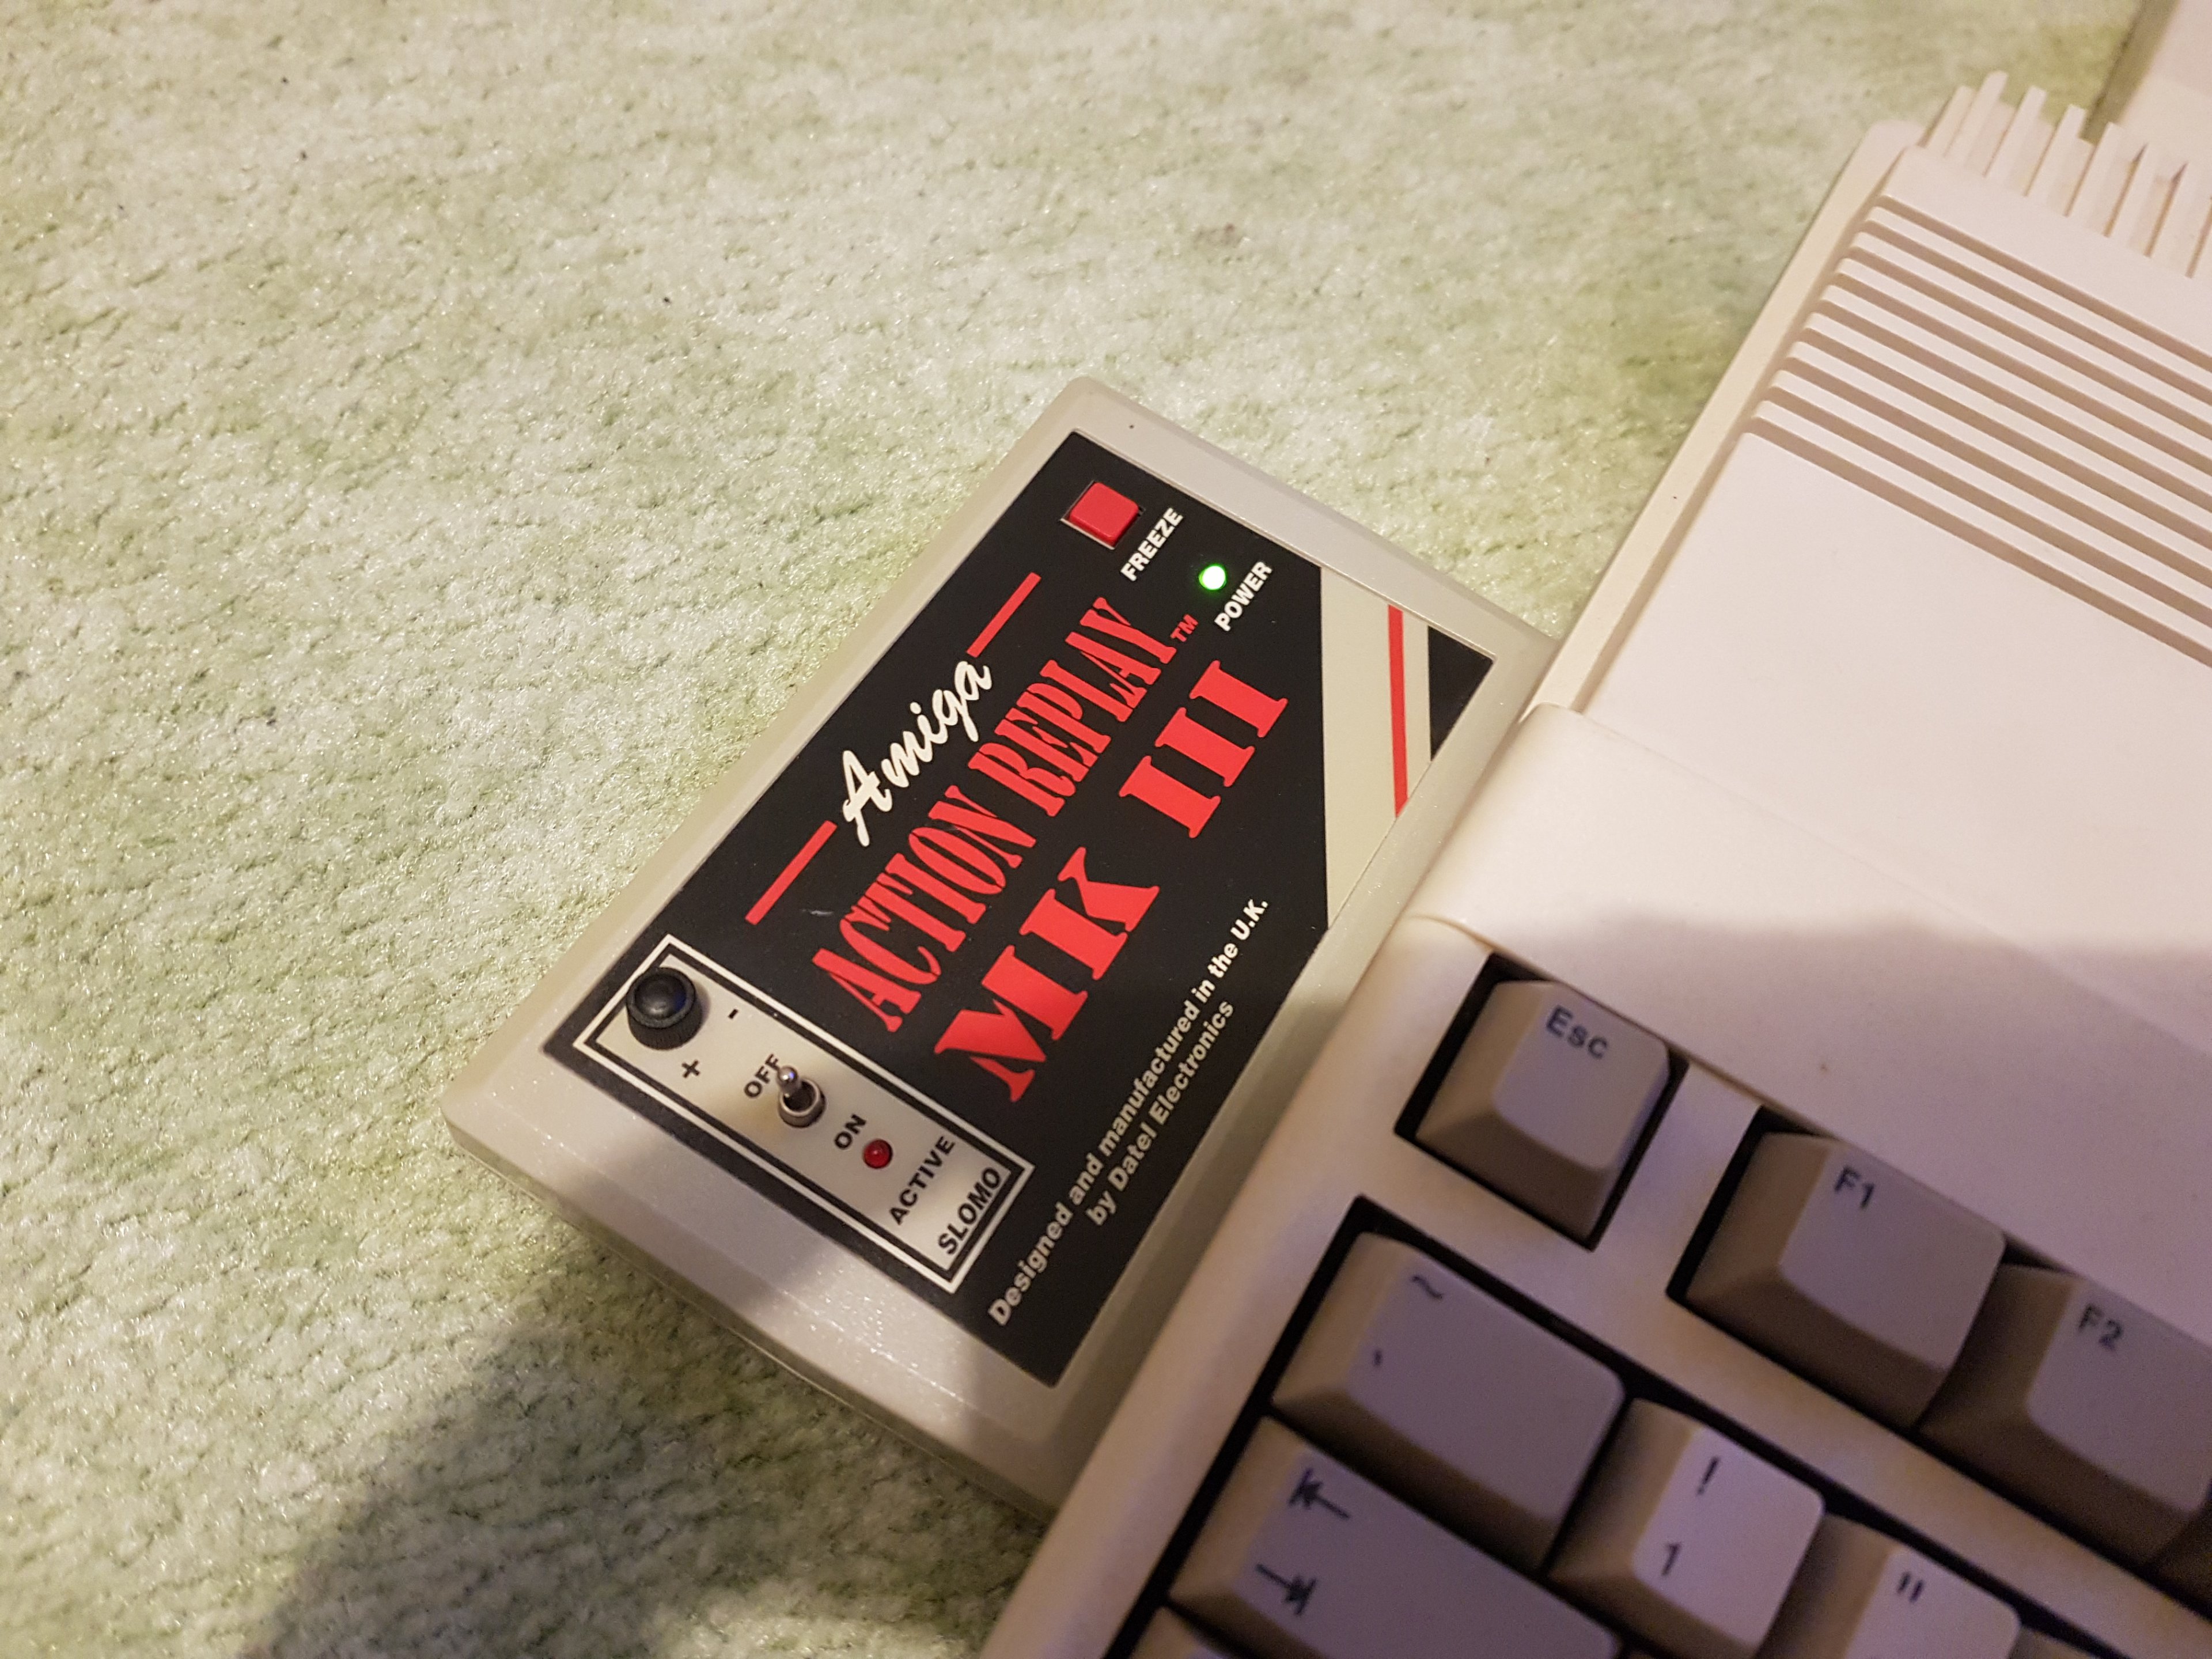 FREEZE
POWER
Amiga
ACTION REPLAY™
MK III
- +
OFF
ON
ACTIVE
SLOMO
Designed and manufactured in the U.K.
by Datel Electronics
Esc
F1
F2
~
!
1
"